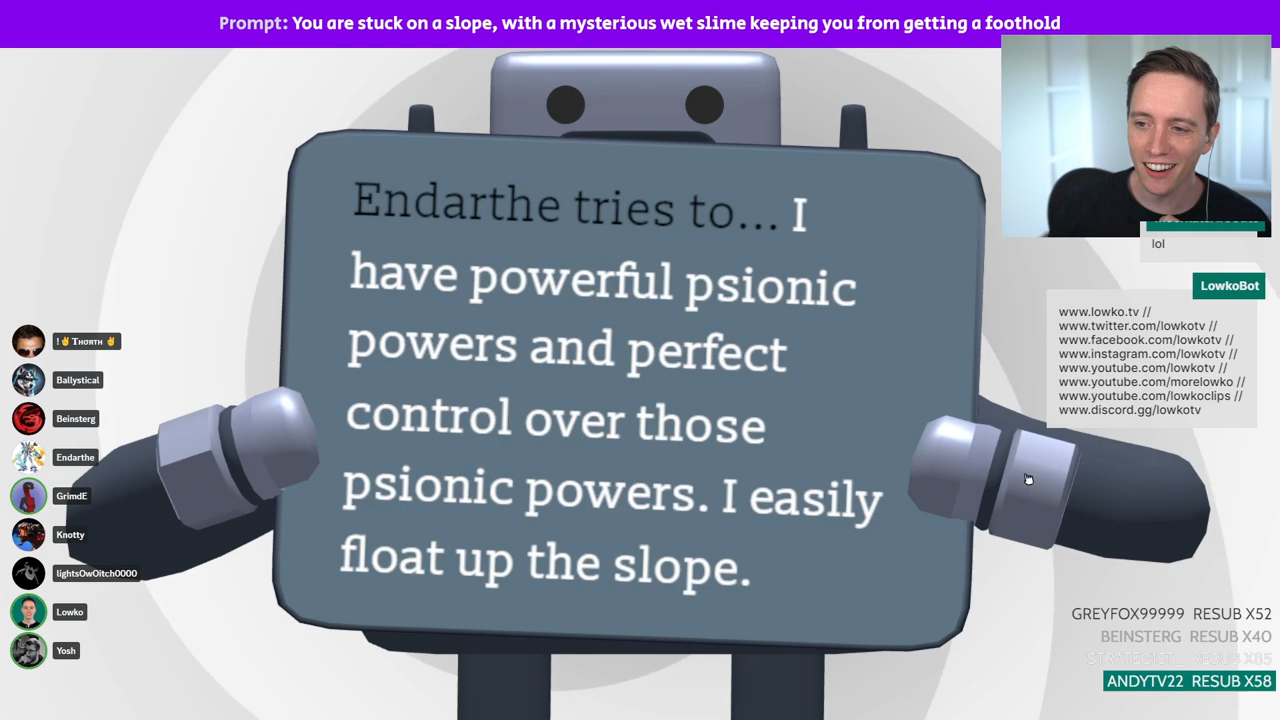 Prompt: You are stuck on a slope, with a mysterious wet slime keeping you from getting a foothold
Endarthe tries to... I
have powerful psionic
powers and perfect
control over those
psionic powers. I easily
float up the slope.
lol
LowkoBot
www.lowko.tv //
www.twitter.com/lowkotv //
www.facebook.com/lowkotv //
www.instagram.com/lowkotv //
www.youtube.com/lowkotv //
www.youtube.com/morelowko //
www.youtube.com/lowkoclips //
www.discord.gg/lowkotv
!✌Thorth ✌
Ballystical
Beinsterg
Endarthe
GrimdE
Knotty
lightsOwOitch0000
Lowko
Yosh
GREYFOX99999 RESUB X52
BEINSTERG RESUB X40
RESUB X85
ANDYTV22 RESUB X58